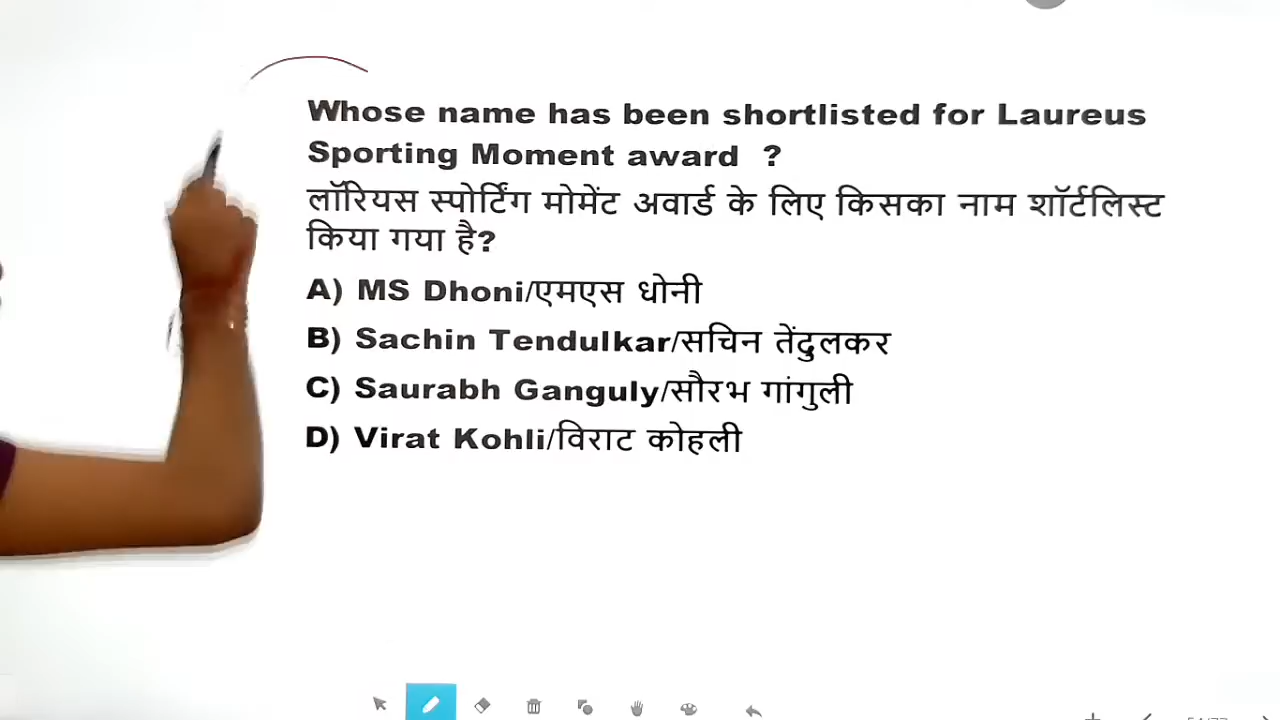 Whose name has been shortlisted for Laureus
Sporting Moment award ?
लॉरियस स्पोर्टिंग मोमेंट अवार्ड के लिए किसका नाम शॉर्टलिस्ट
किया गया है?
A) MS Dhoni/एमएस धोनी
B) Sachin Tendulkar/सचिन तेंदुलकर
C) Saurabh Ganguly/सौरभ गांगुली
D) Virat Kohli/विराट कोहली